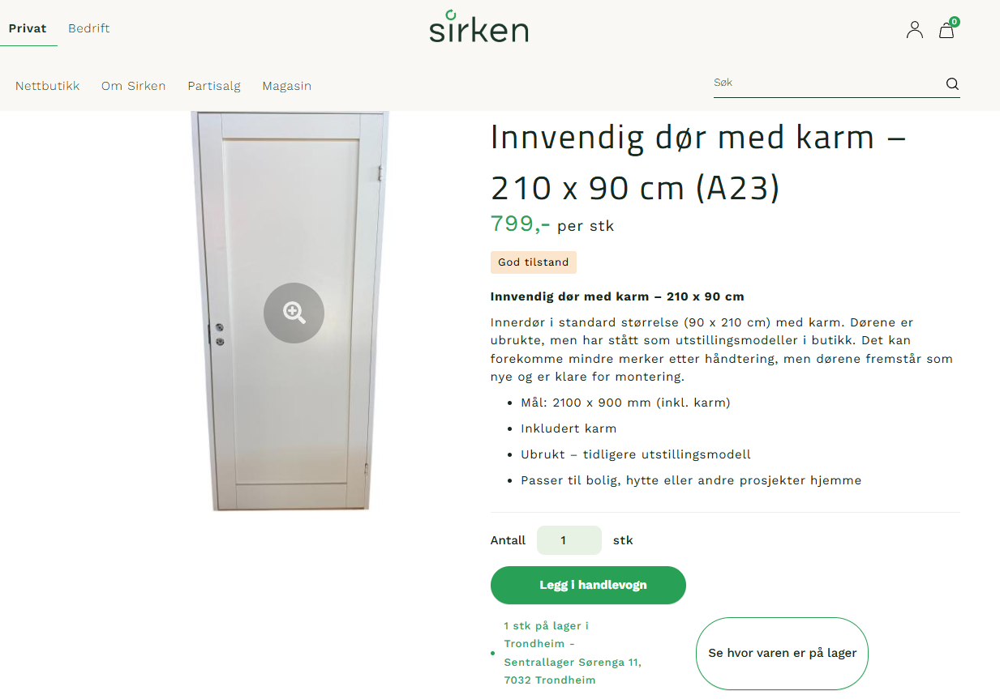 Privat Bedrift
sirken
0
Nettbutikk Om Sirken Partisalg Magasin
Søk
Innvendig dør med karm –
210 x 90 cm (A23)
799,- per stk
God tilstand
Innvendig dør med karm – 210 x 90 cm
Innerdør i standard størrelse (90 x 210 cm) med karm. Dørene er
ubrukte, men har stått som utstillingsmodeller i butikk. Det kan
forekomme mindre merker etter håndtering, men dørene fremstår som
nye og er klare for montering.
• Mål: 2100 x 900 mm (inkl. karm)
• Inkludert karm
• Ubrukt – tidligere utstillingsmodell
• Passer til bolig, hytte eller andre prosjekter hjemme
Antall 1 stk
Legg i handlevogn
• 1 stk på lager i
Trondheim -
Sentrallager Sørenga 11,
7032 Trondheim
Se hvor varen er på lager